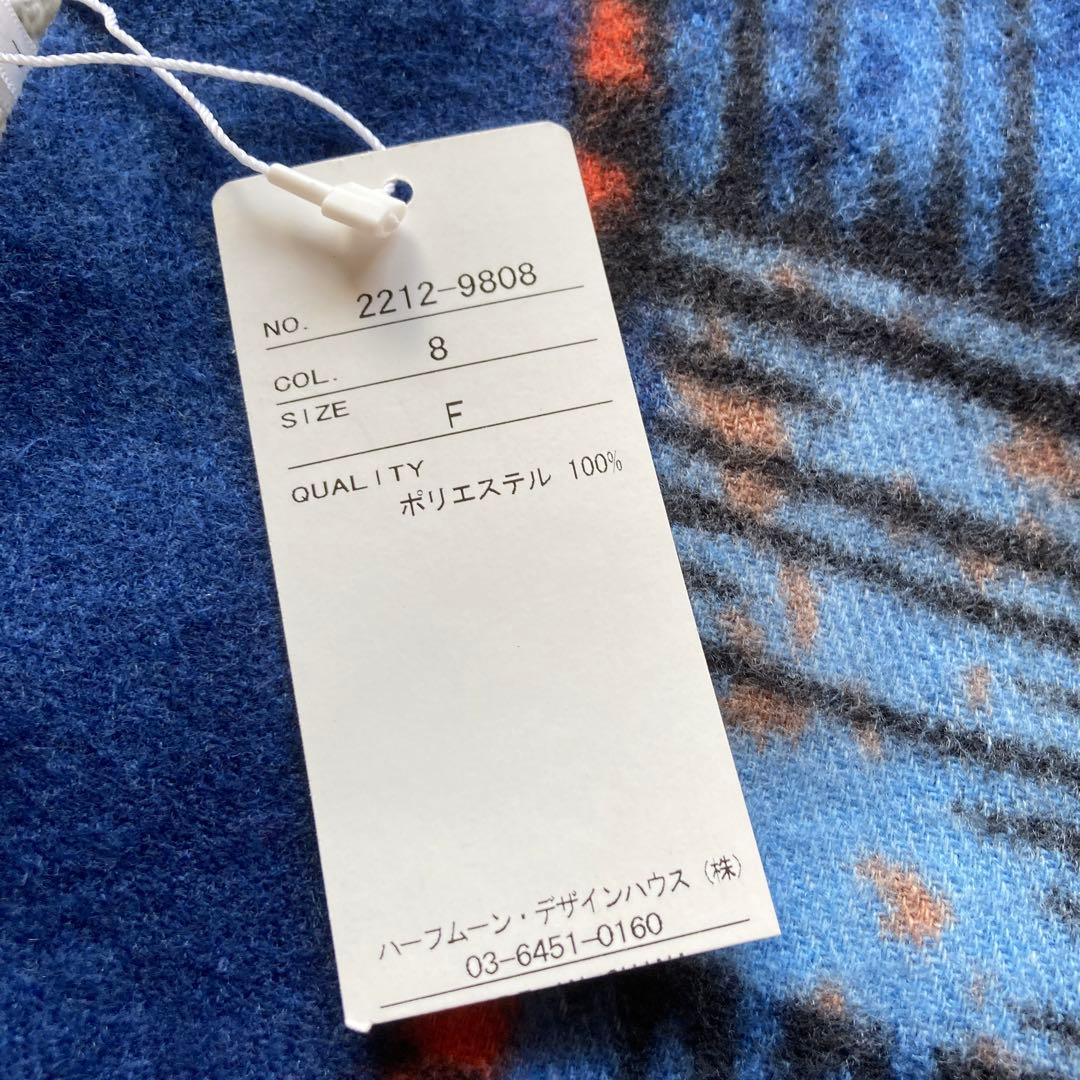 NO. 2212-9808
COL. 8
SIZE F
QUALITY
ポリエステル 100%
ハーフムーン・デザインハウス (株)
03-6451-0160